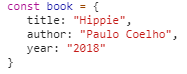 const book = {
title: "Hippie",
author: "Paulo Coelho",
year: "2018"
}